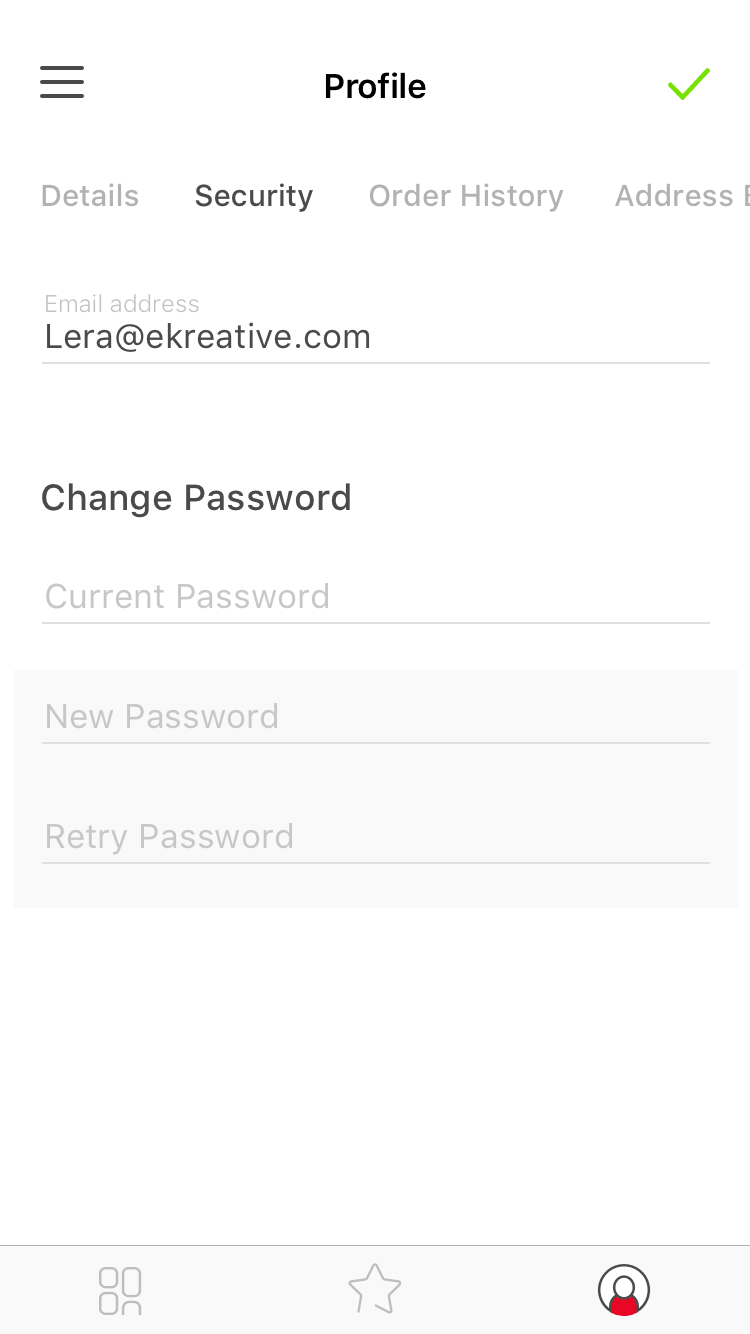 Profile
Details Security Order History Address
Email address
Lera@ekreative.com
Change Password
Current Password
New Password
Retry Password